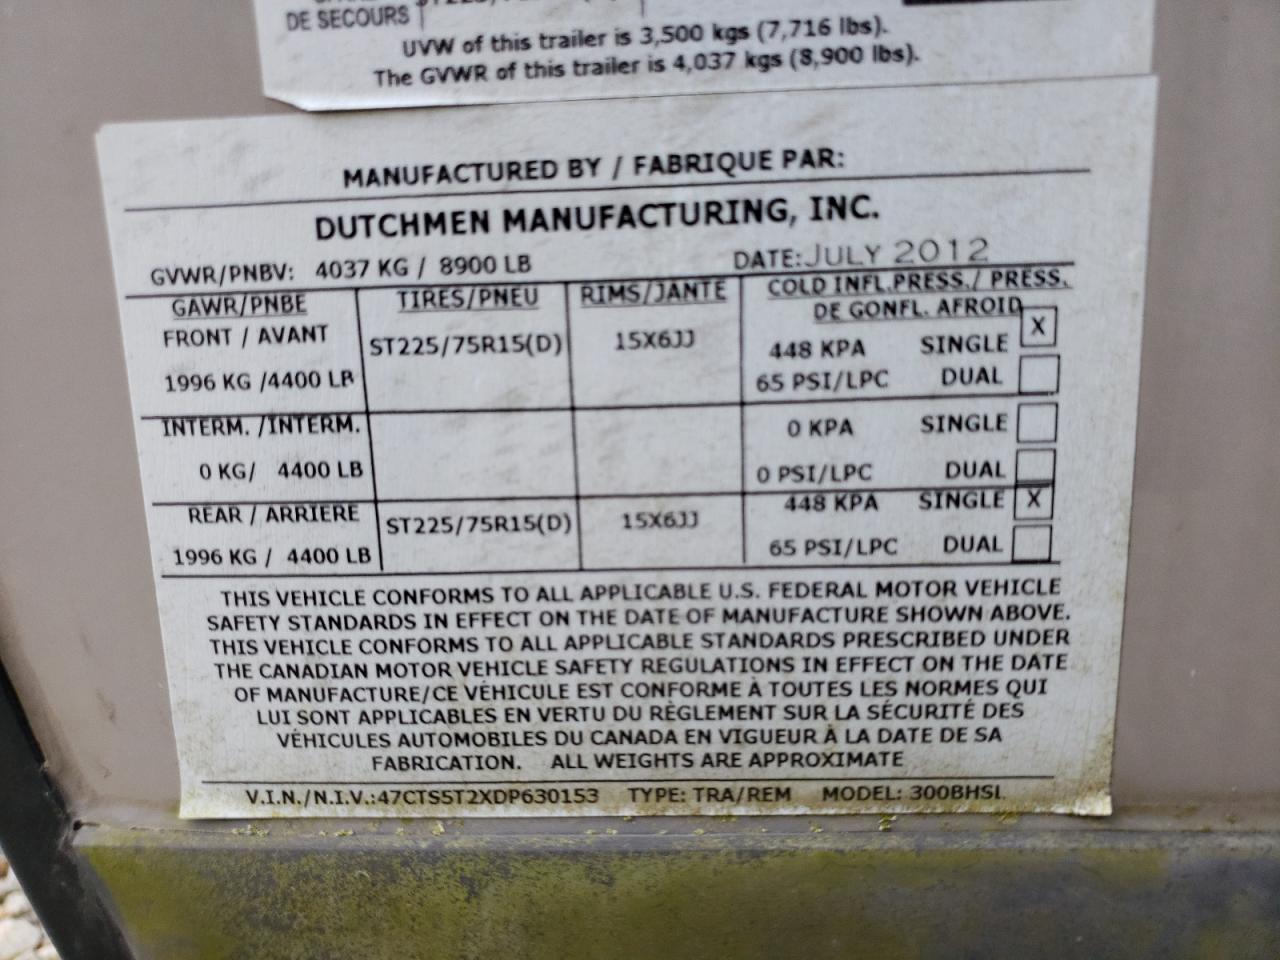 DE SECOURS
UVW of this trailer is 3,500 kgs (7,716 lbs).
The GVWR of this trailer is 4,037 kgs (8,900 lbs).
MANUFACTURED BY / FABRIQUE PAR:
DUTCHMEN MANUFACTURING, INC.
GVWR/PNBV: 4037 KG / 8900 LB DATE: JULY 2012
GAWR/PNBE TIRES/PNEU RIMS/JANTE COLD INFL.PRESS./ PRESS.
DE GONFL. AFROID
FRONT / AVANT ST225/75R15(D) 15X6JJ 448 KPA SINGLE X
1996 KG /4400 LB 65 PSI/LPC DUAL
INTERM. /INTERM. 0 KPA SINGLE
0 KG/ 4400 LB 0 PSI/LPC DUAL
REAR / ARRIERE ST225/75R15(D) 15X6JJ 448 KPA SINGLE X
1996 KG / 4400 LB 65 PSI/LPC DUAL
THIS VEHICLE CONFORMS TO ALL APPLICABLE U.S. FEDERAL MOTOR VEHICLE
SAFETY STANDARDS IN EFFECT ON THE DATE OF MANUFACTURE SHOWN ABOVE.
THIS VEHICLE CONFORMS TO ALL APPLICABLE STANDARDS PRESCRIBED UNDER
THE CANADIAN MOTOR VEHICLE SAFETY REGULATIONS IN EFFECT ON THE DATE
OF MANUFACTURE/CE VÉHICULE EST CONFORME À TOUTES LES NORMES QUI
LUI SONT APPLICABLES EN VERTU DU RÈGLEMENT SUR LA SÉCURITÉ DES
VÉHICULES AUTOMOBILES DU CANADA EN VIGUEUR À LA DATE DE SA
FABRICATION. ALL WEIGHTS ARE APPROXIMATE
V.I.N./N.I.V.:47CTS5T2XDP630153 TYPE: TRA/REM MODEL: 300BHSL